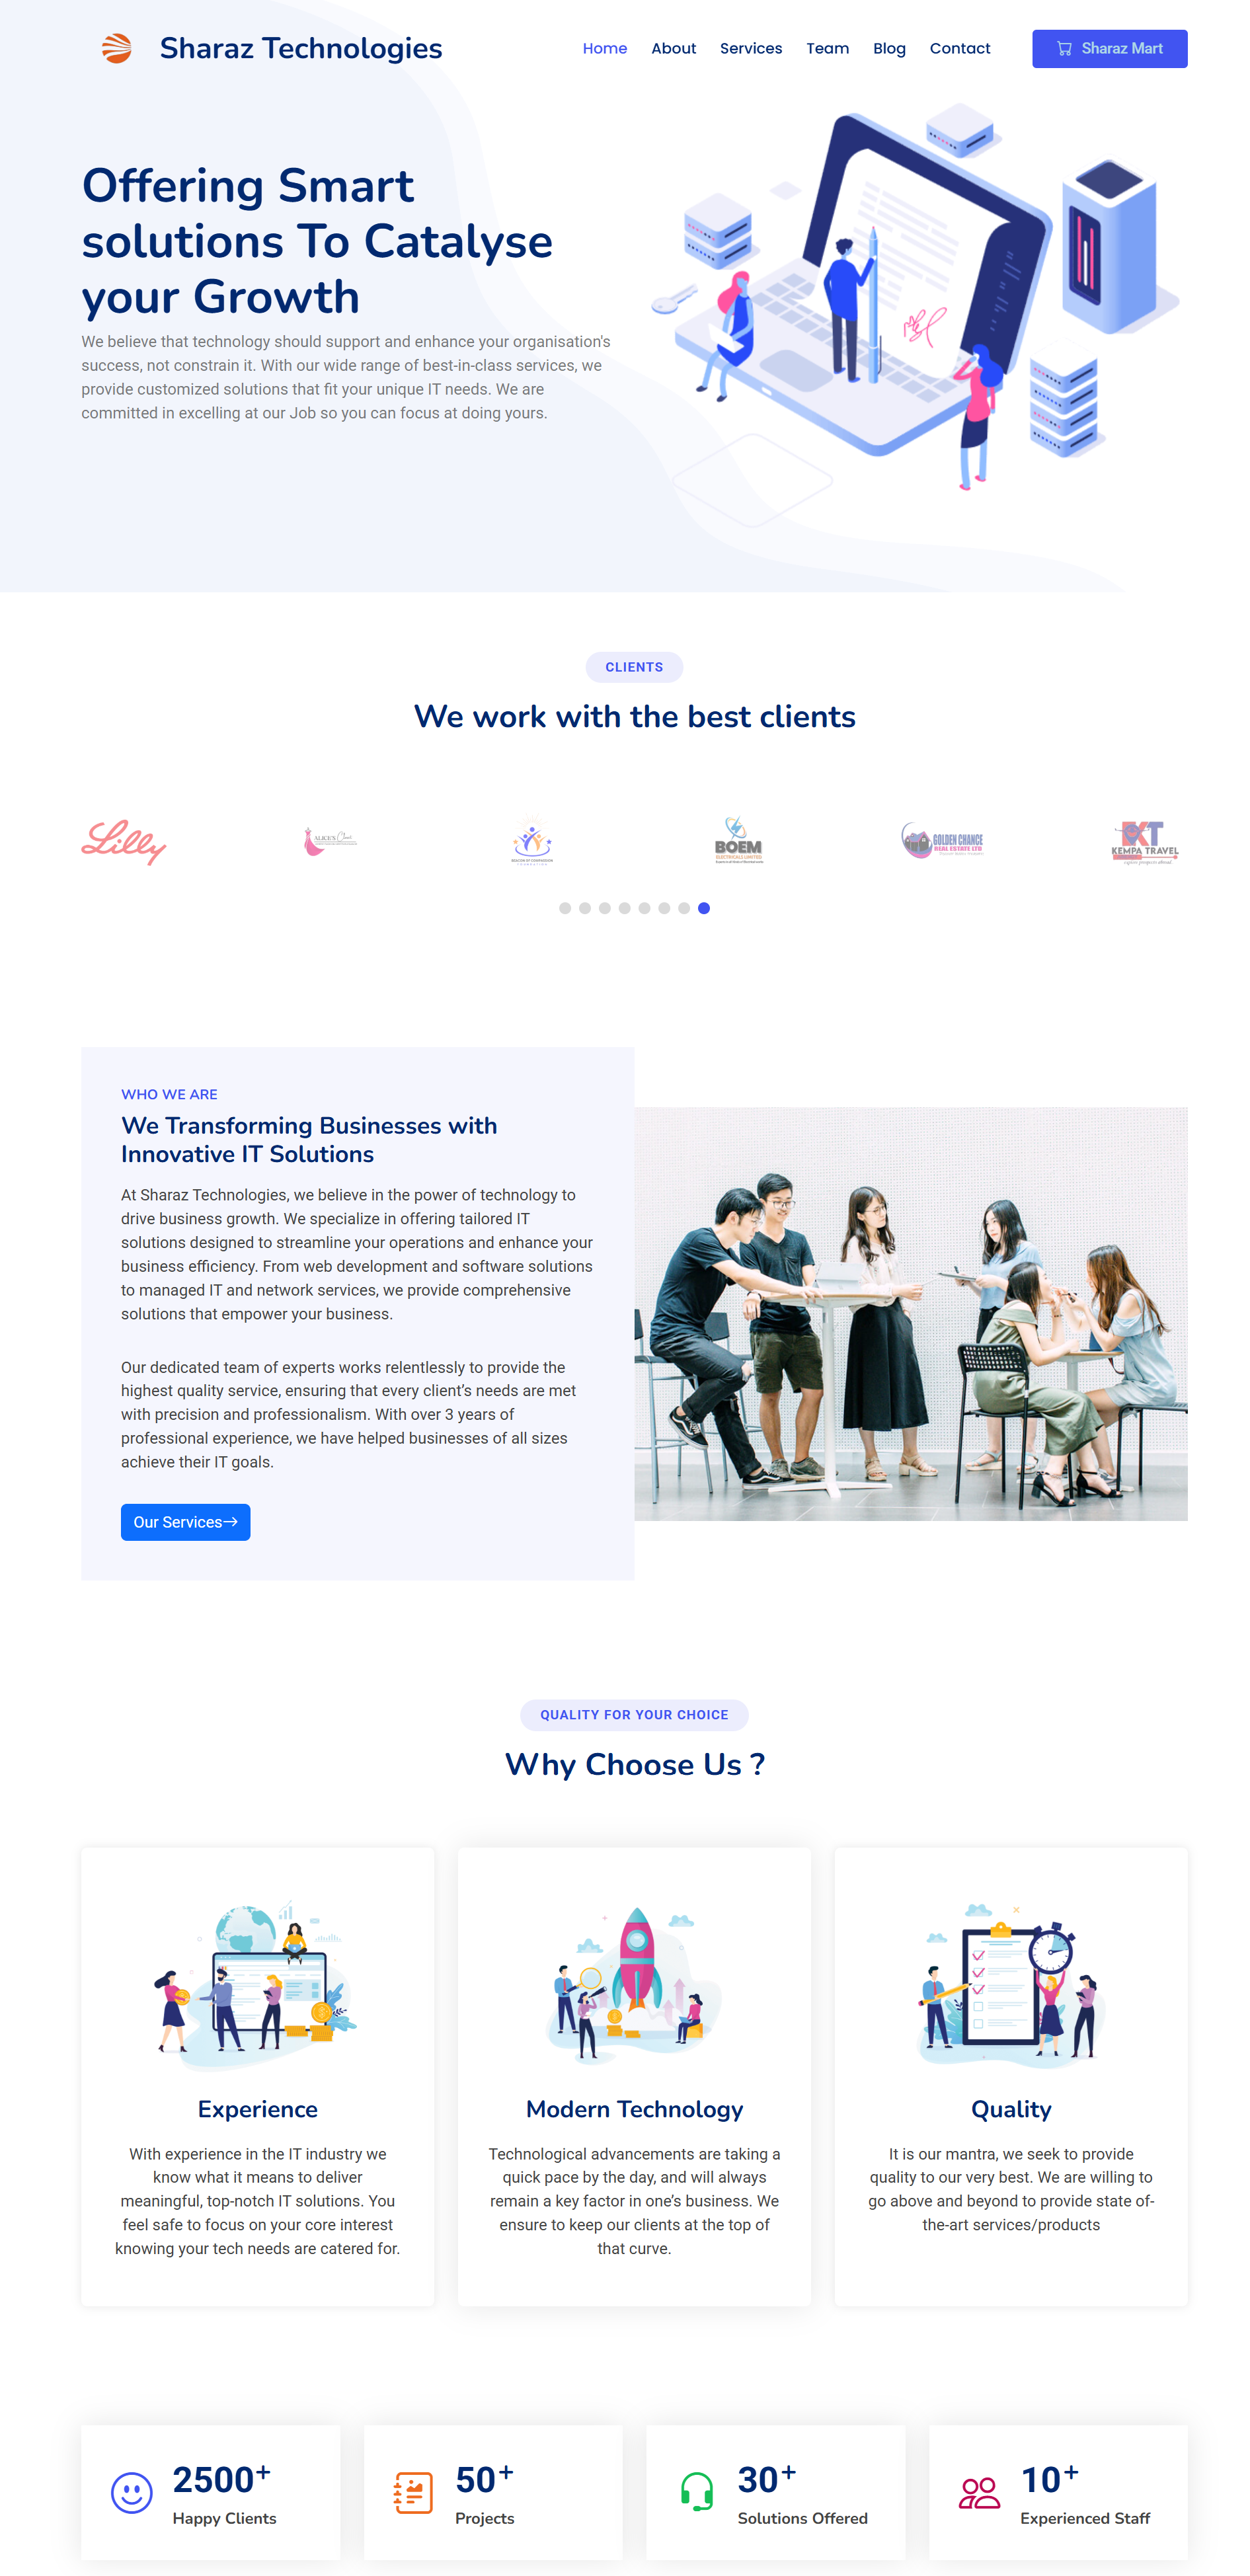 Sharaz Technologies
Home
About
Services
Team
Blog
Contact
Sharaz Mart
Offering Smart
solutions To Catalyse
your Growth
We believe that technology should support and enhance your organisation's
success, not constrain it. With our wide range of best-in-class services, we
provide customized solutions that fit your unique IT needs. We are
committed in excelling at our Job so you can focus at doing yours.
CLIENTS
We work with the best clients
Lilly
ALICE'S
BEACON OF COMPASSION
FOUNDATION
BOEM
ELECTRICALS LIMITED
GOLDEN CHANCE
REAL ESTATE LTD
KT
KEMPA TRAVEL
WHO WE ARE
We Transforming Businesses with
Innovative IT Solutions
At Sharaz Technologies, we believe in the power of technology to
drive business growth. We specialize in offering tailored IT
solutions designed to streamline your operations and enhance your
business efficiency. From web development and software solutions
to managed IT and network services, we provide comprehensive
solutions that empower your business.
Our dedicated team of experts works relentlessly to provide the
highest quality service, ensuring that every client’s needs are met
with precision and professionalism. With over 3 years of
professional experience, we have helped businesses of all sizes
achieve their IT goals.
Our Services→
QUALITY FOR YOUR CHOICE
Why Choose Us ?
Experience
With experience in the IT industry we
know what it means to deliver
meaningful, top-notch IT solutions. You
feel safe to focus on your core interest
knowing your tech needs are catered for.
Modern Technology
Technological advancements are taking a
quick pace by the day, and will always
remain a key factor in one’s business. We
ensure to keep our clients at the top of
that curve.
Quality
It is our mantra, we seek to provide
quality to our very best. We are willing to
go above and beyond to provide state of-
the-art services/products
2500+
Happy Clients
50+
Projects
30+
Solutions Offered
10+
Experienced Staff